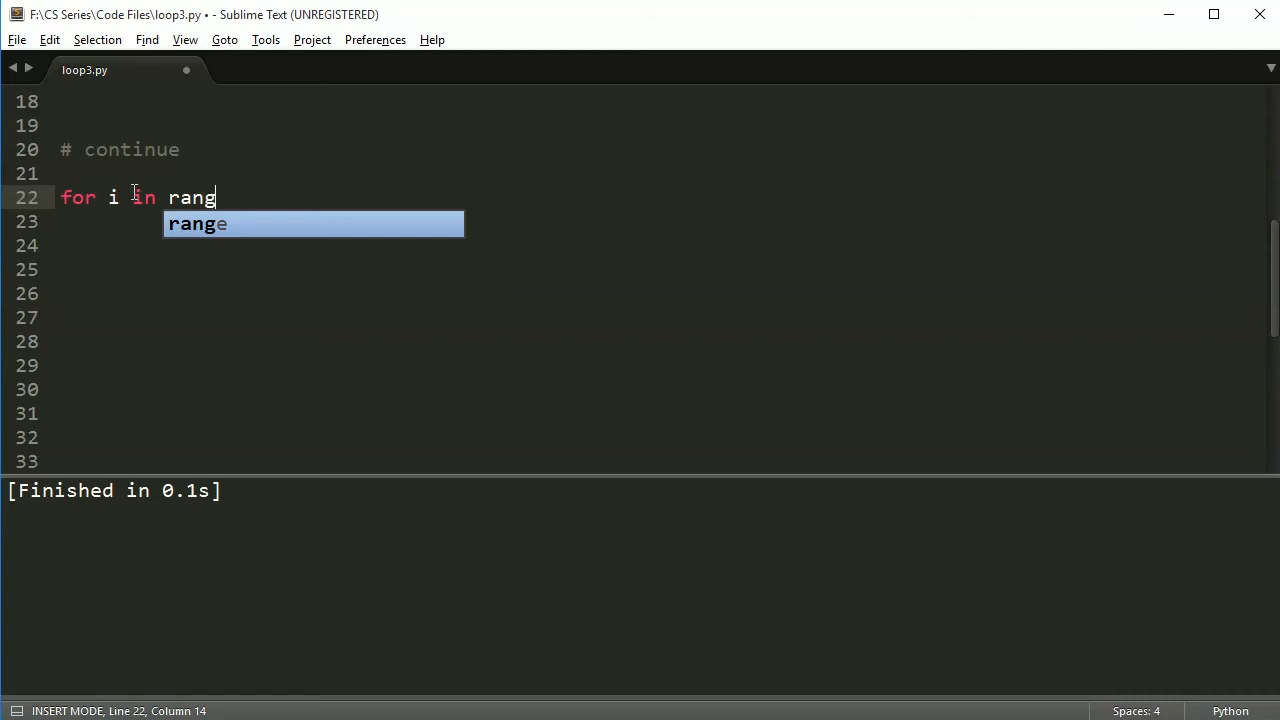 F:\CS Series\Code Files\loop3.py • - Sublime Text (UNREGISTERED)
File Edit Selection Find View Goto Tools Project Preferences Help
loop3.py
18
19
20 # continue
21
22 for i in rang
23 range
24
25
26
27
28
29
30
31
32
33
[Finished in 0.1s]
INSERT MODE, Line 22, Column 14 Spaces: 4 Python